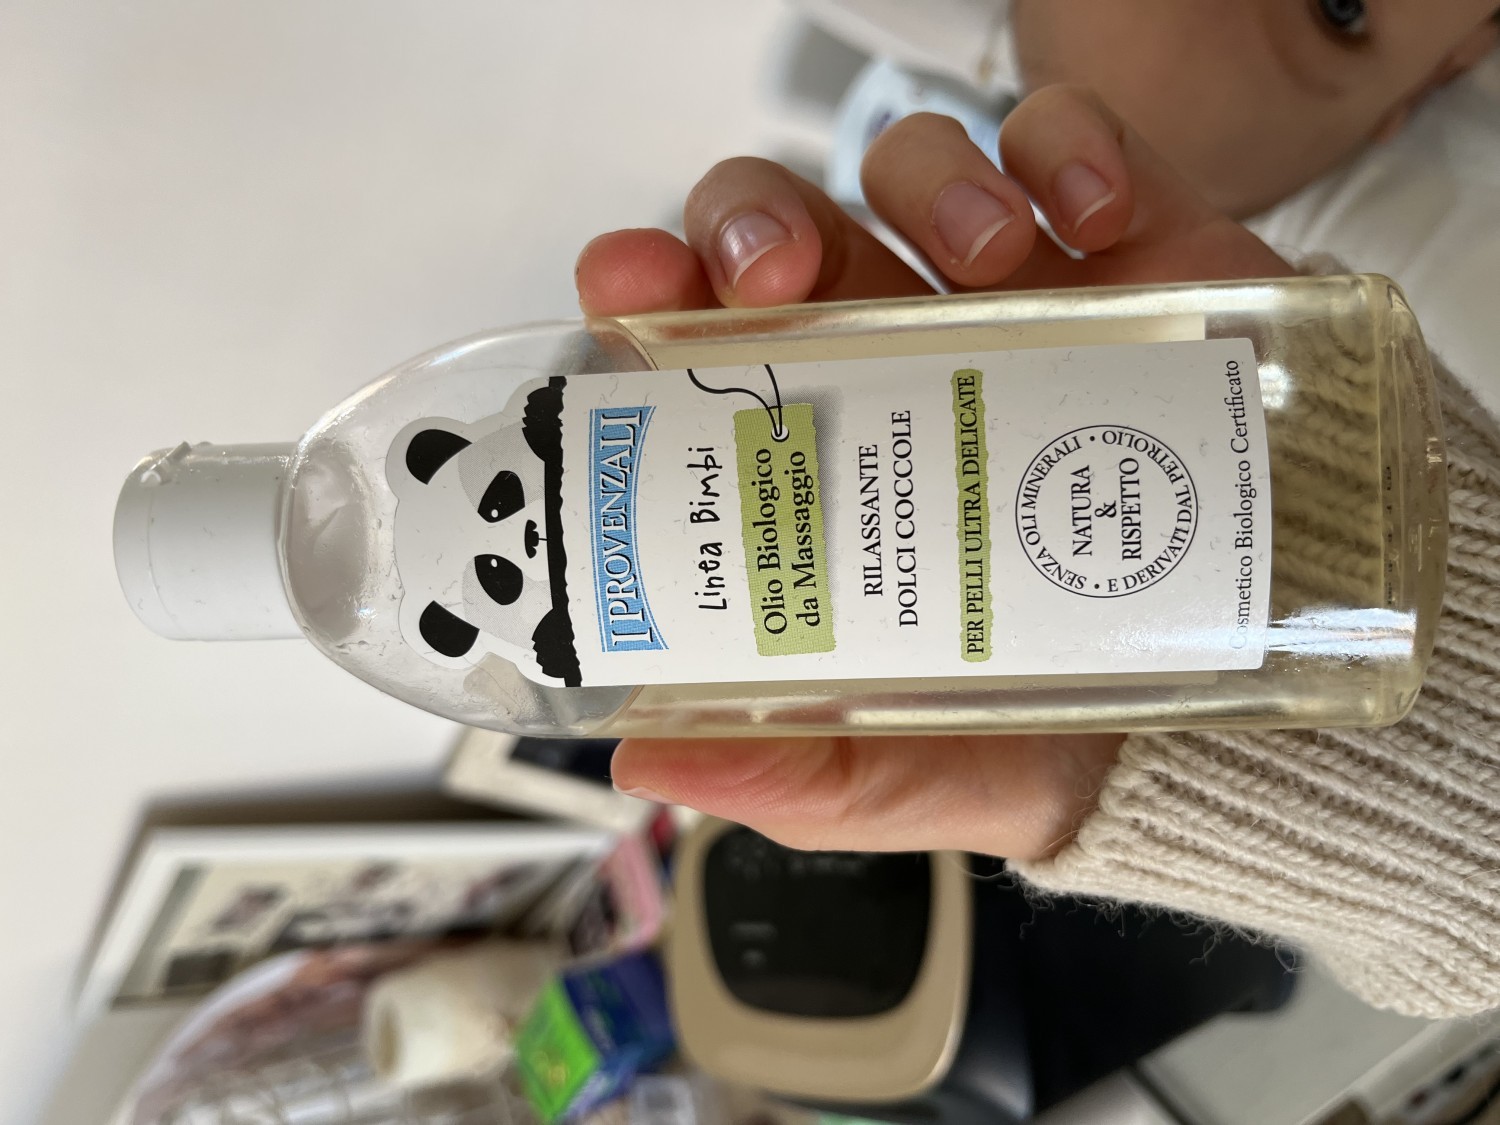 I PROVENZALI
Linea Bimbi
Olio Biologico
da Massaggio
RILASSANTE
DOLCI COCCOLE
PER PELLI ULTRA DELICATE
SENZA OLI MINERALI •
E DERIVATI DAL PETROLIO •
NATURA
&
RISPETTO
Cosmetico Biologico Certificato